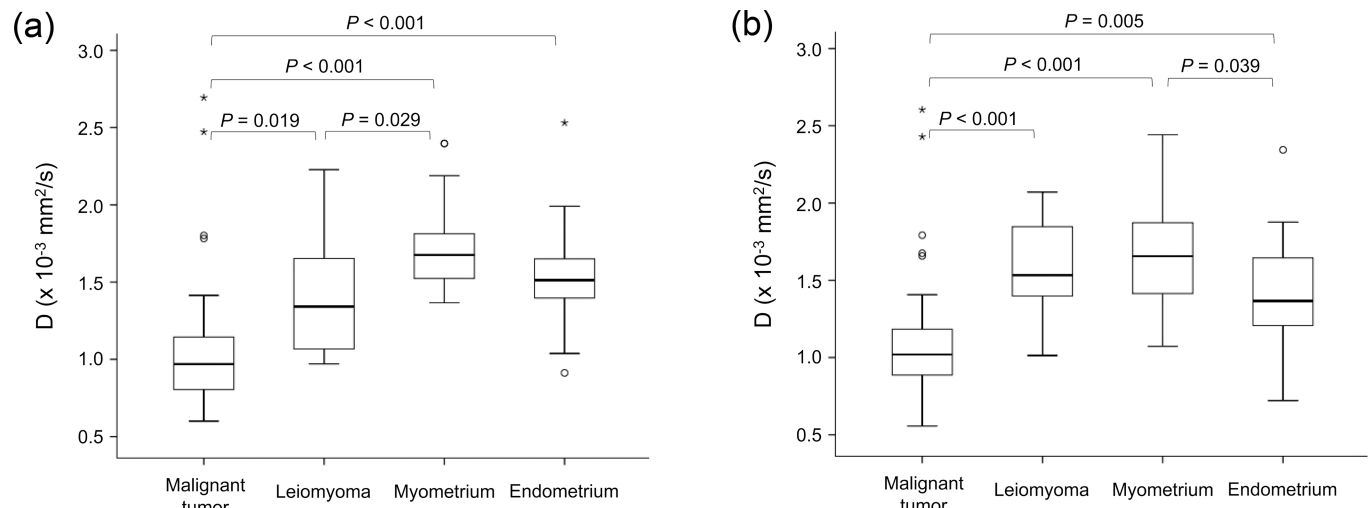 (a)
P < 0.001
P < 0.001
P = 0.019
P = 0.029
3.0
2.5
2.0
1.5
1.0
0.5
D (x 10⁻³ mm²/s)
Malignant
tumor
Leiomyoma
Myometrium
Endometrium
(b)
P = 0.005
P < 0.001
P = 0.039
P < 0.001
3.0
2.5
2.0
1.5
1.0
0.5
D (x 10⁻³ mm²/s)
Malignant
tumor
Leiomyoma
Myometrium
Endometrium